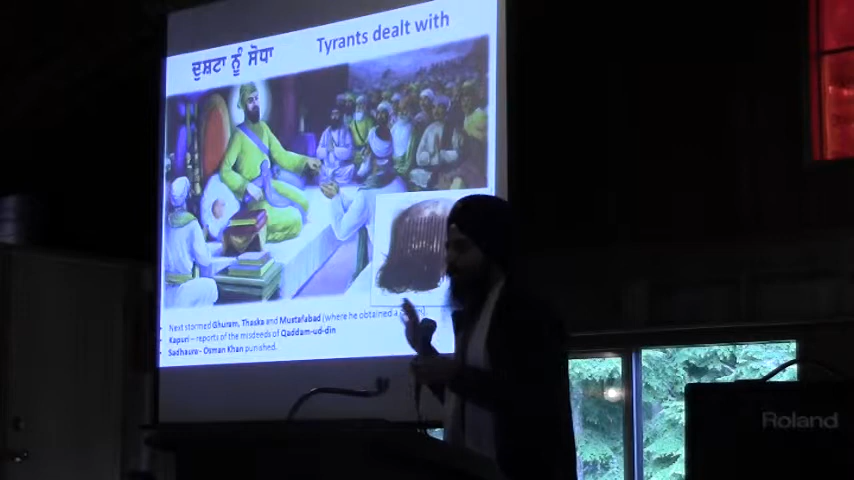 ਦੁਸ਼ਟਾ ਨੂੰ ਸੋਧਾ
Tyrants dealt with
Next stormed Ghuram, Thaska and Mustafabad (where he obtained a
Kapuri – reports of the misdeeds of Qaddam-ud-din
Sadhaura- Osman Khan punished.
Roland